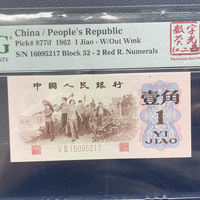 China / People's Republic
Pick# 877if 1962 1 Jiao - W/Out Wmk
S/N 16095217 Block 52 - 2 Red R. Numerals
中国人民银行
壹角
1
YI
JIAO
VB 16095217